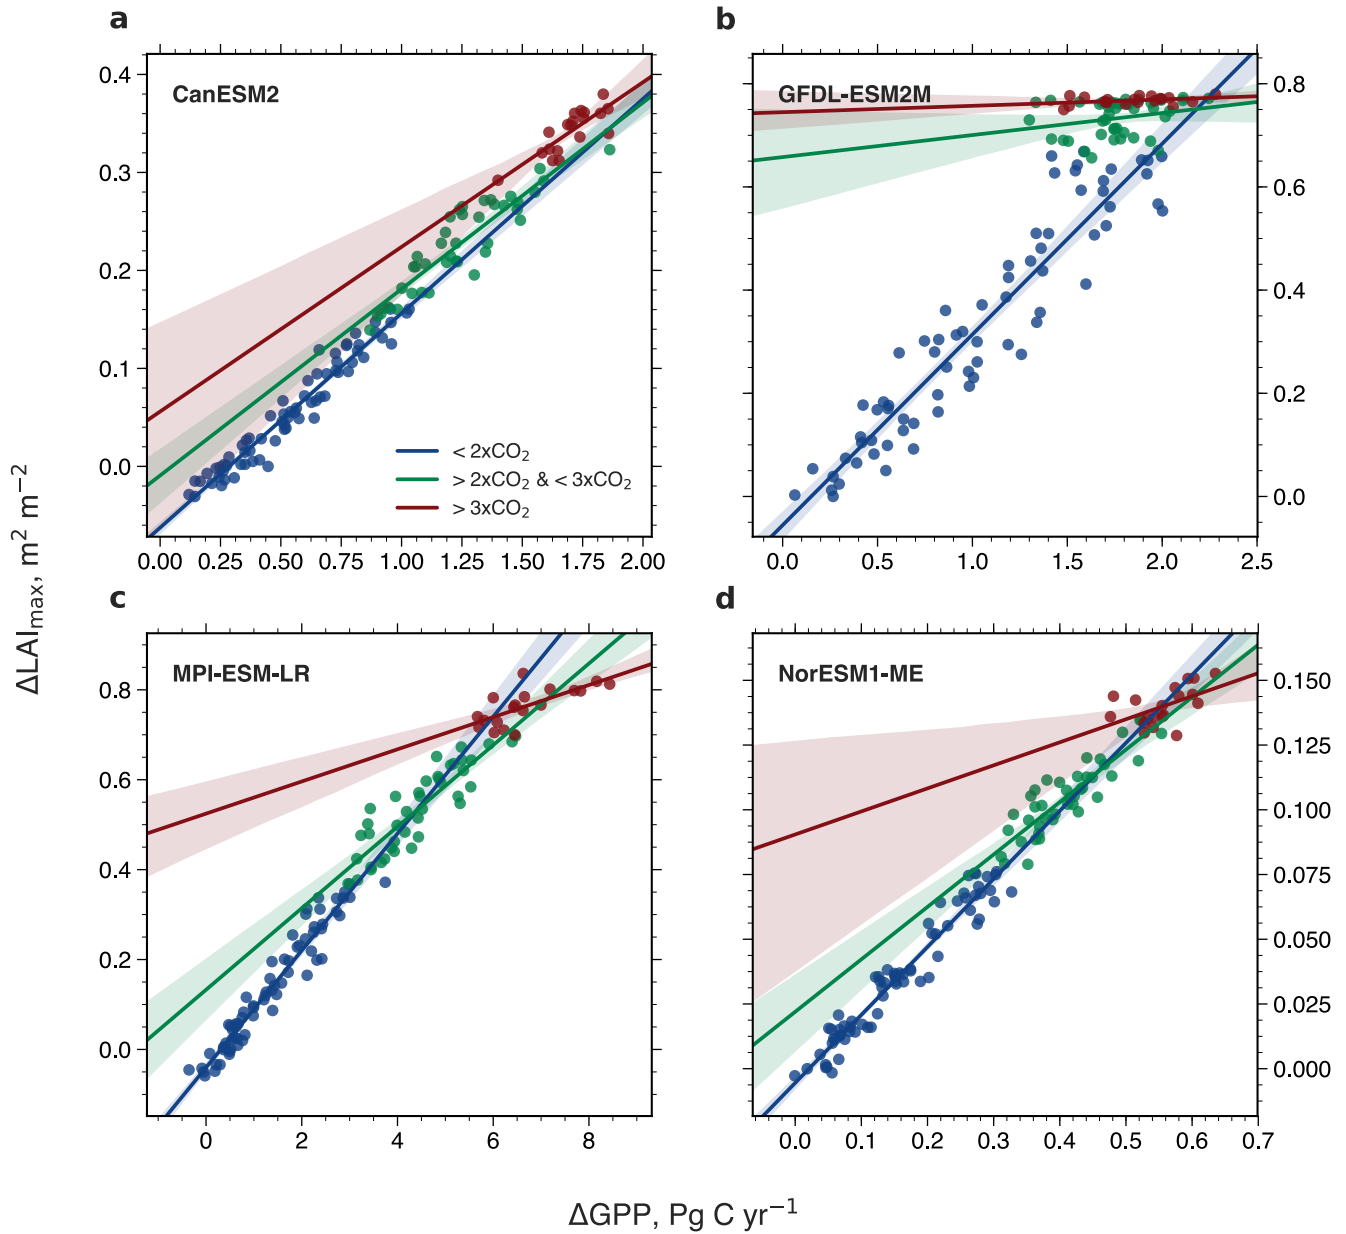 a
b
CanESM2
GFDL-ESM2M
0.4
0.3
0.2
0.1
0.0
0.8
0.6
0.4
0.2
0.0
< 2xCO₂
> 2xCO₂ & < 3xCO₂
> 3xCO₂
0.00 0.25 0.50 0.75 1.00 1.25 1.50 1.75 2.00
0.0 0.5 1.0 1.5 2.0 2.5
ΔLAIₘₐₓ, m² m⁻²
c
d
MPI-ESM-LR
NorESM1-ME
0.8
0.6
0.4
0.2
0.0
0.150
0.125
0.100
0.075
0.050
0.025
0.000
0 2 4 6 8
0.0 0.1 0.2 0.3 0.4 0.5 0.6 0.7
ΔGPP, Pg C yr⁻¹